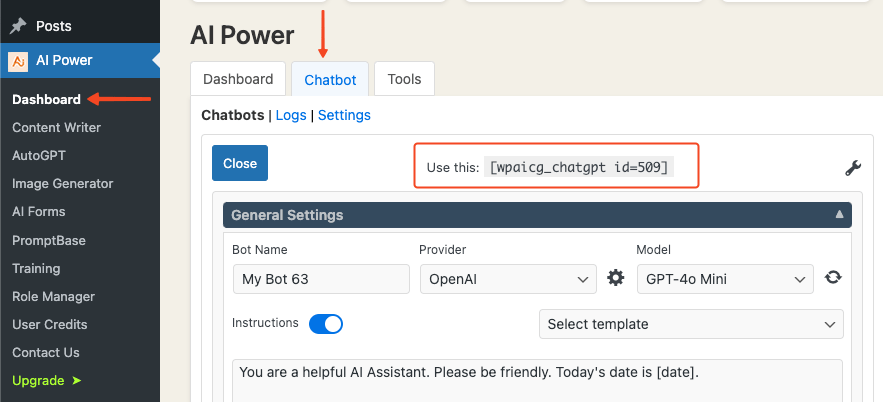 Posts
AI Power
Dashboard
Content Writer
AutoGPT
Image Generator
AI Forms
PromptBase
Training
Role Manager
User Credits
Contact Us
Upgrade ➤
AI Power
Dashboard Chatbot Tools
Chatbots | Logs | Settings
Close Use this: [wpaicg_chatgpt id=509]
General Settings
Bot Name Provider Model
My Bot 63 OpenAI GPT-4o Mini
Instructions Select template
You are a helpful AI Assistant. Please be friendly. Today's date is [date].